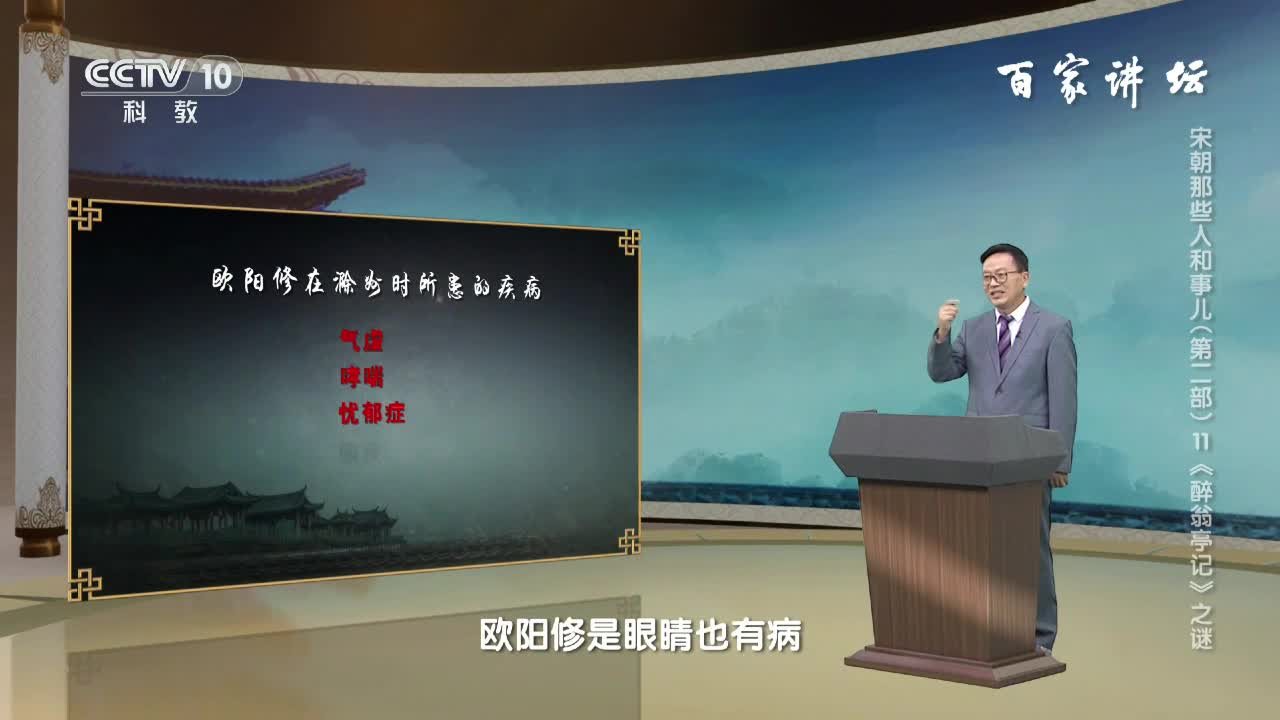 CCTV 10
科教
百家讲坛
宋朝那些人和事儿(第二部)11《醉翁亭记》之谜
欧阳修在滁州时所患的疾病
气虚
哮喘
忧郁症
欧阳修是眼睛也有病